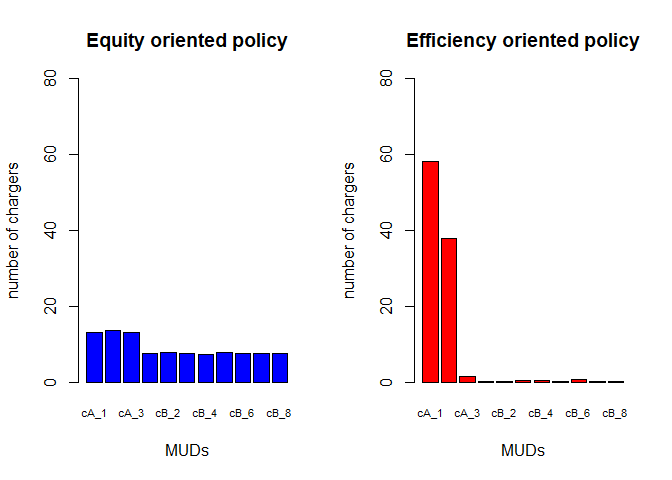 Equity oriented policy
number of chargers
0
20
40
60
80
cA_1 cA_3 cB_2 cB_4 cB_6 cB_8
MUDs
Efficiency oriented policy
number of chargers
0
20
40
60
80
cA_1 cA_3 cB_2 cB_4 cB_6 cB_8
MUDs